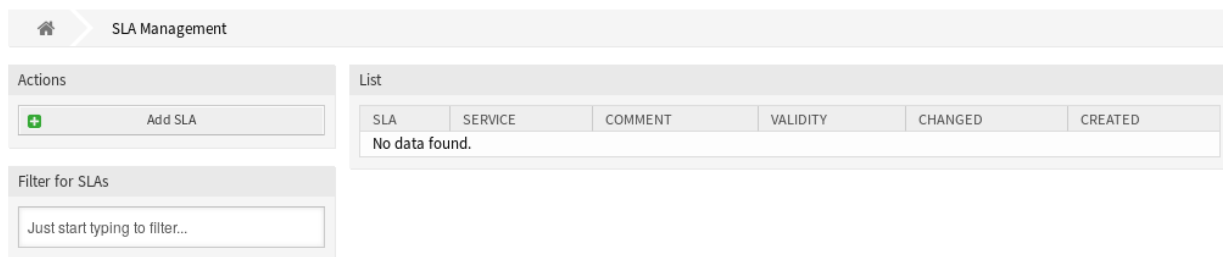 SLA Management
Actions
Add SLA
Filter for SLAs
Just start typing to filter...
List
SLA SERVICE COMMENT VALIDITY CHANGED CREATED
No data found.